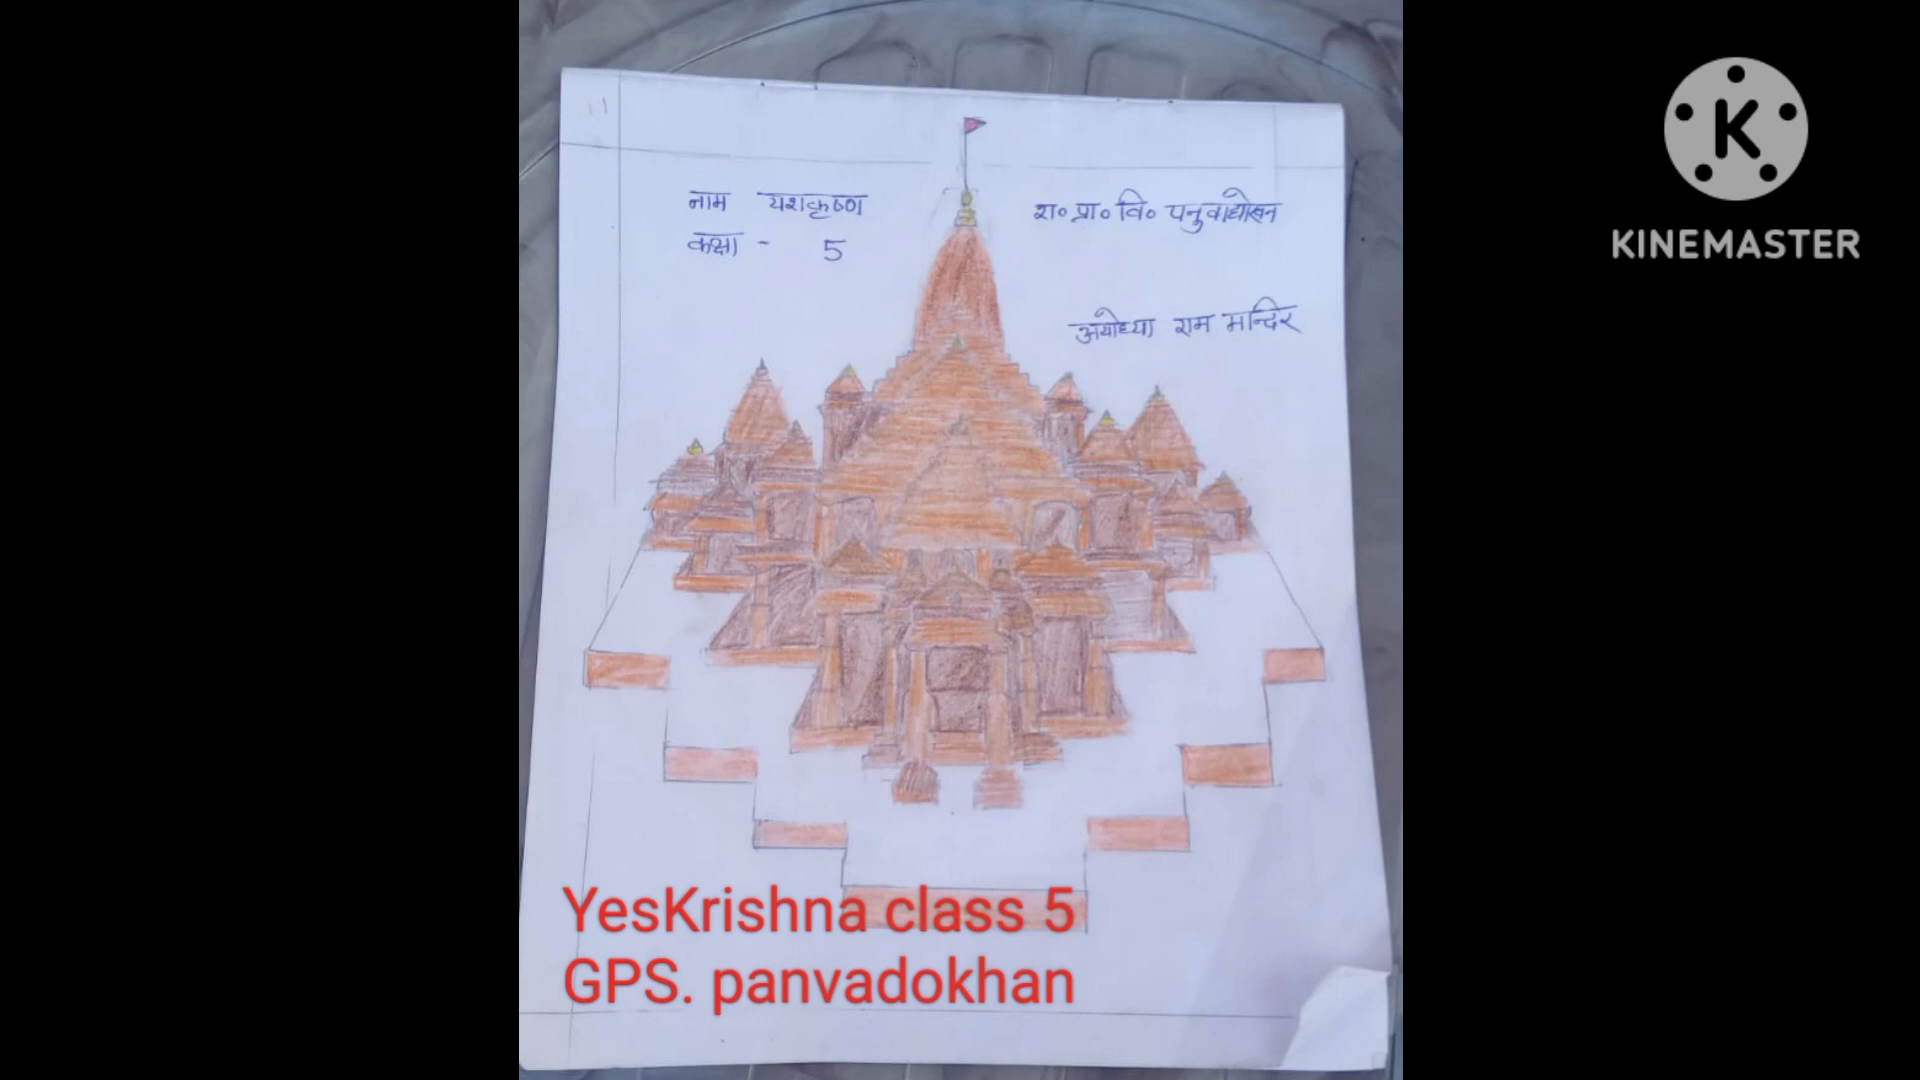 नाम यशकृष्ण
कक्षा - 5
रा० प्रा० वि० पनुवाद्योखन
अयोध्या राम मन्दिर
YesKrishna class 5
GPS. panvadokhan
KINEMASTER